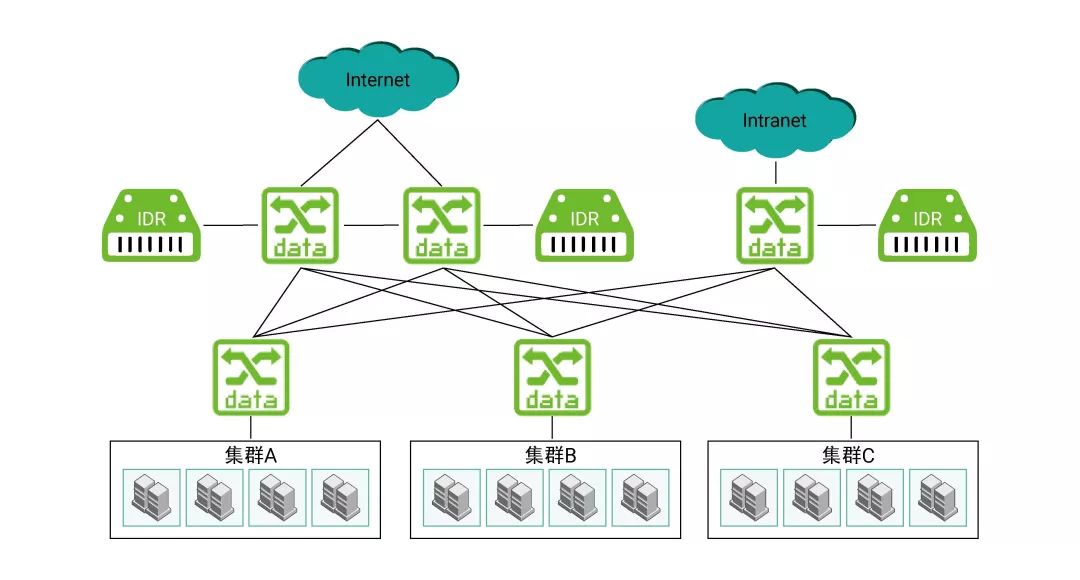 Internet
Intranet
IDR
data
data
IDR
data
IDR
data
data
data
集群A
集群B
集群C